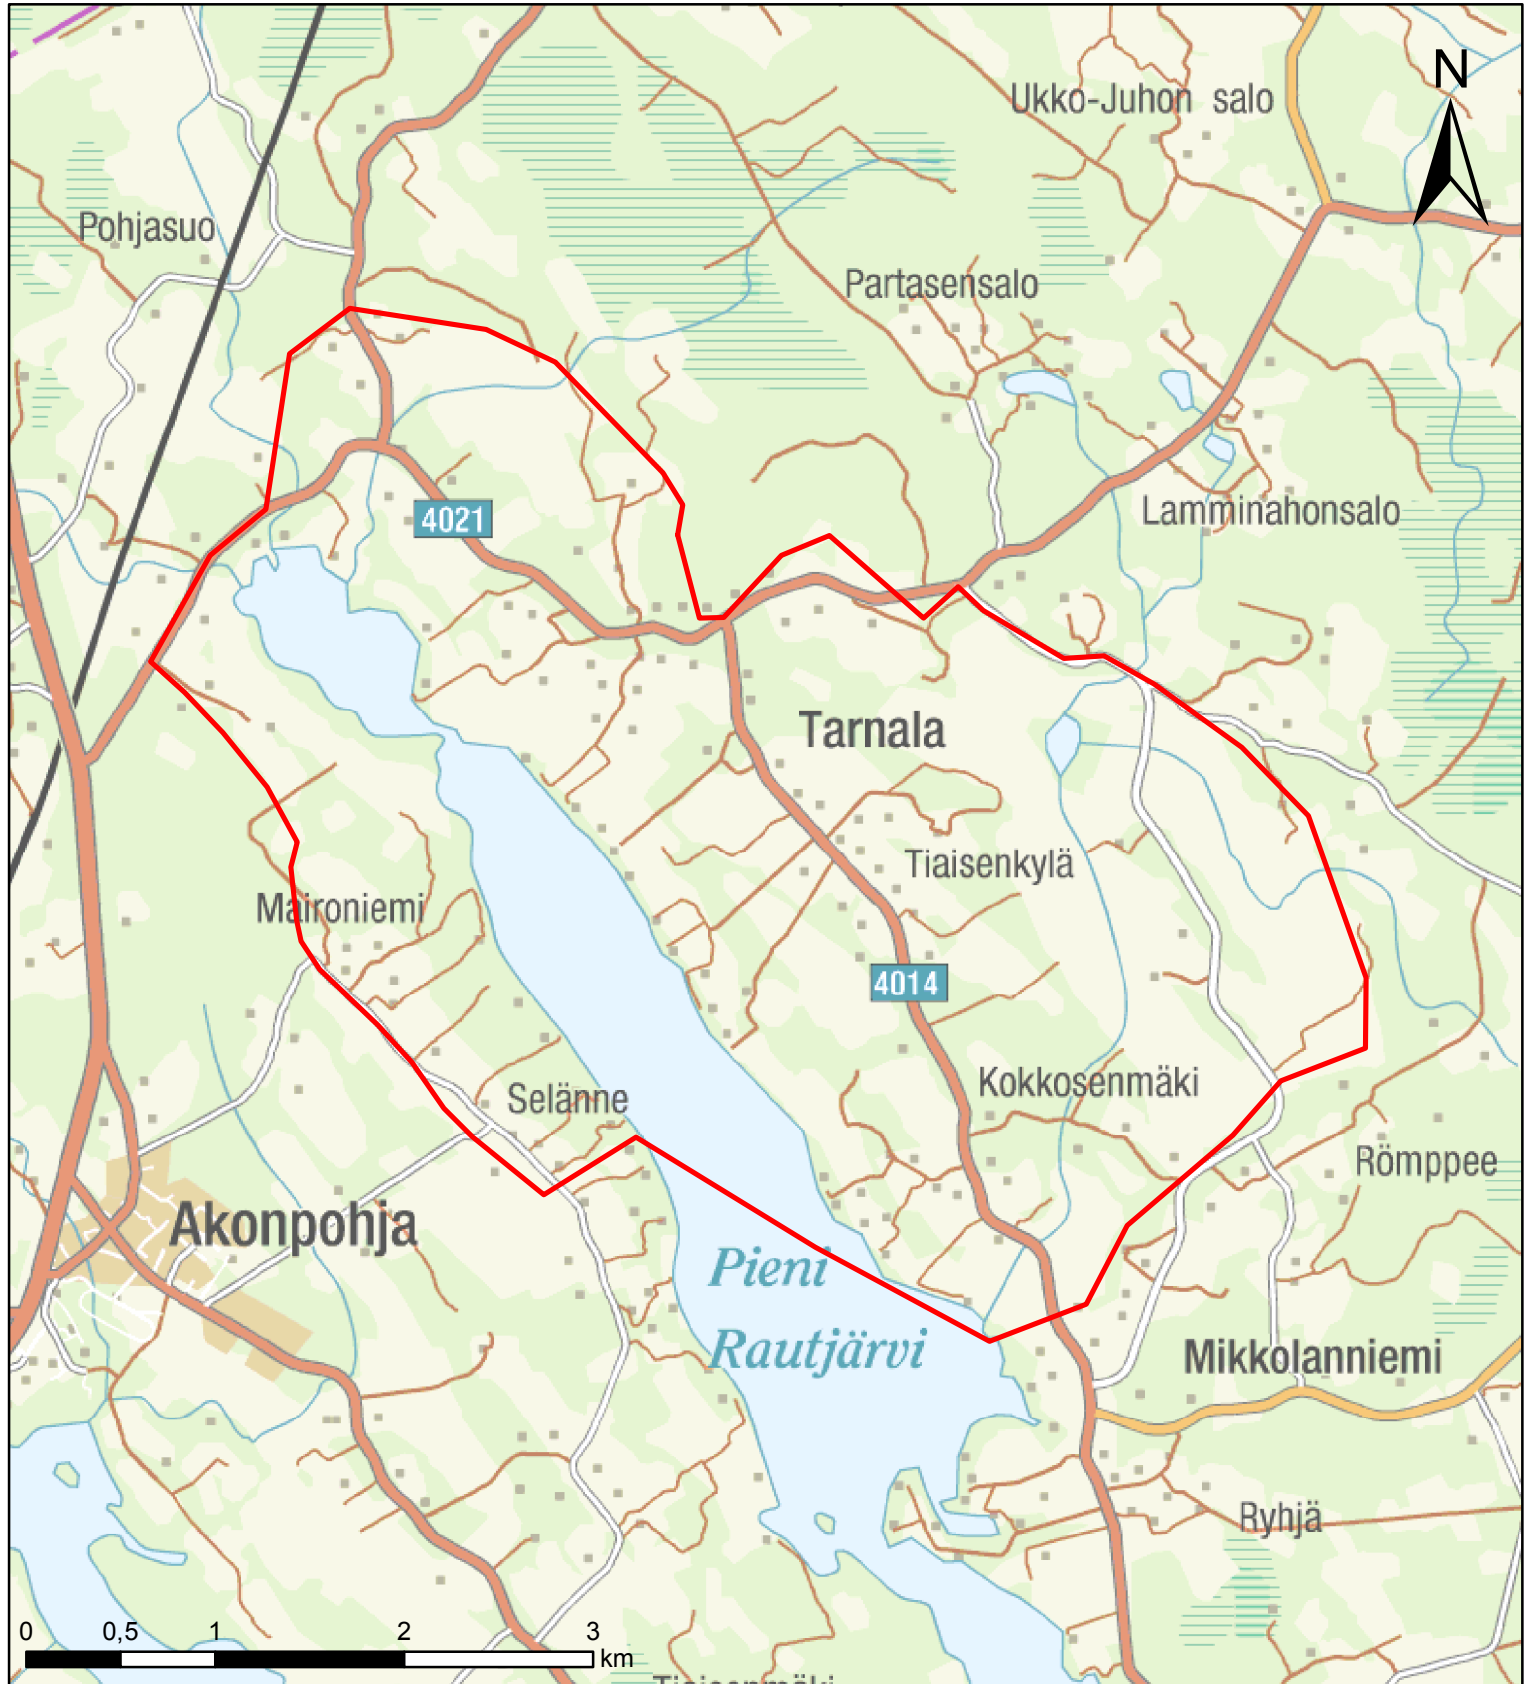 N
Ukko-Juhon salo
Pohjasuo
Partasensalo
Lamminahonsalo
4021
Tarnala
Tiaisenkylä
Maironiemi
4014
Kokkosenmäki
Selänne
Römppee
Akonpohja
Pieni
Rautjärvi
Mikkolanniemi
Ryhjä
0 0,5 1 2 3
km
Tiaisenmäki